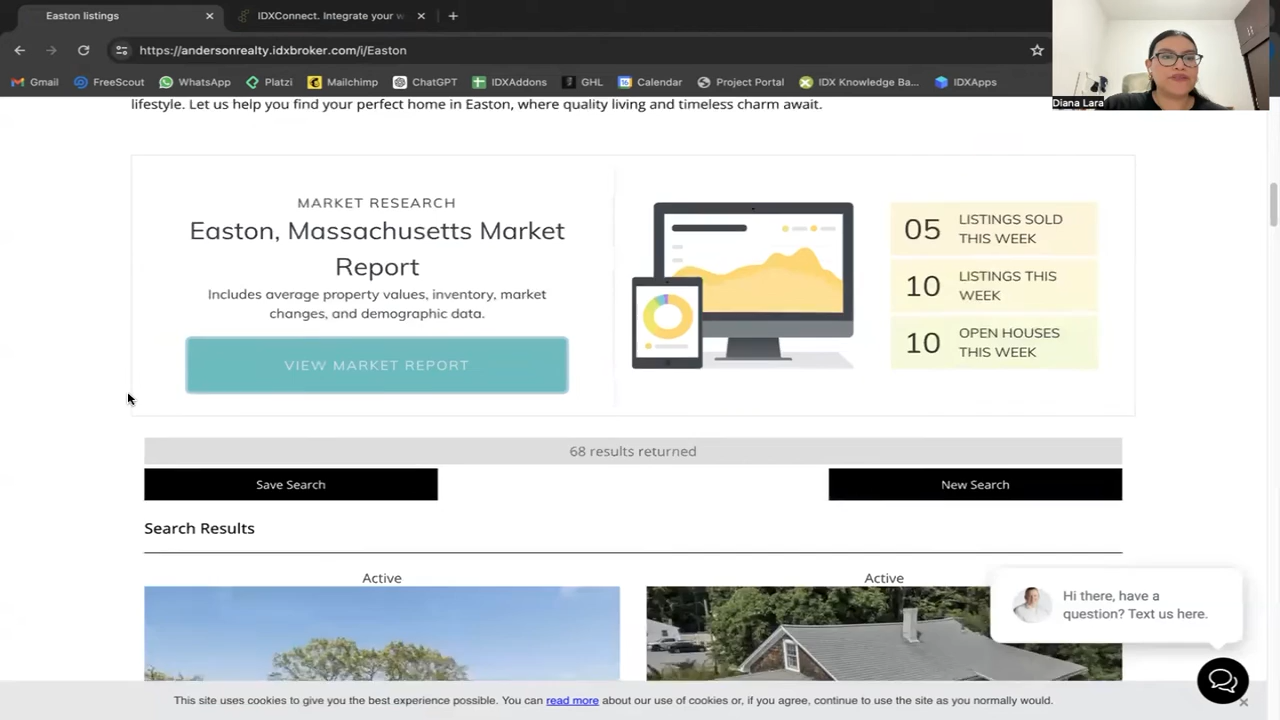 Easton listings
IDXConnect. Integrate your w
https://andersonrealty.idxbroker.com/i/Easton
Gmail
FreeScout
WhatsApp
Platzi
Mailchimp
ChatGPT
IDXAddons
GHL
Calendar
Project Portal
IDX Knowledge Ba...
IDXApps
Diana Lara
lifestyle. Let us help you find your perfect home in Easton, where quality living and timeless charm await.
MARKET RESEARCH
Easton, Massachusetts Market
Report
Includes average property values, inventory, market
changes, and demographic data.
VIEW MARKET REPORT
05 LISTINGS SOLD
THIS WEEK
10 LISTINGS THIS
WEEK
10 OPEN HOUSES
THIS WEEK
68 results returned
Save Search
New Search
Search Results
Active
Active
Hi there, have a
question? Text us here.
This site uses cookies to give you the best experience possible. You can read more about our use of cookies or, if you agree, continue to use the site as you normally would.